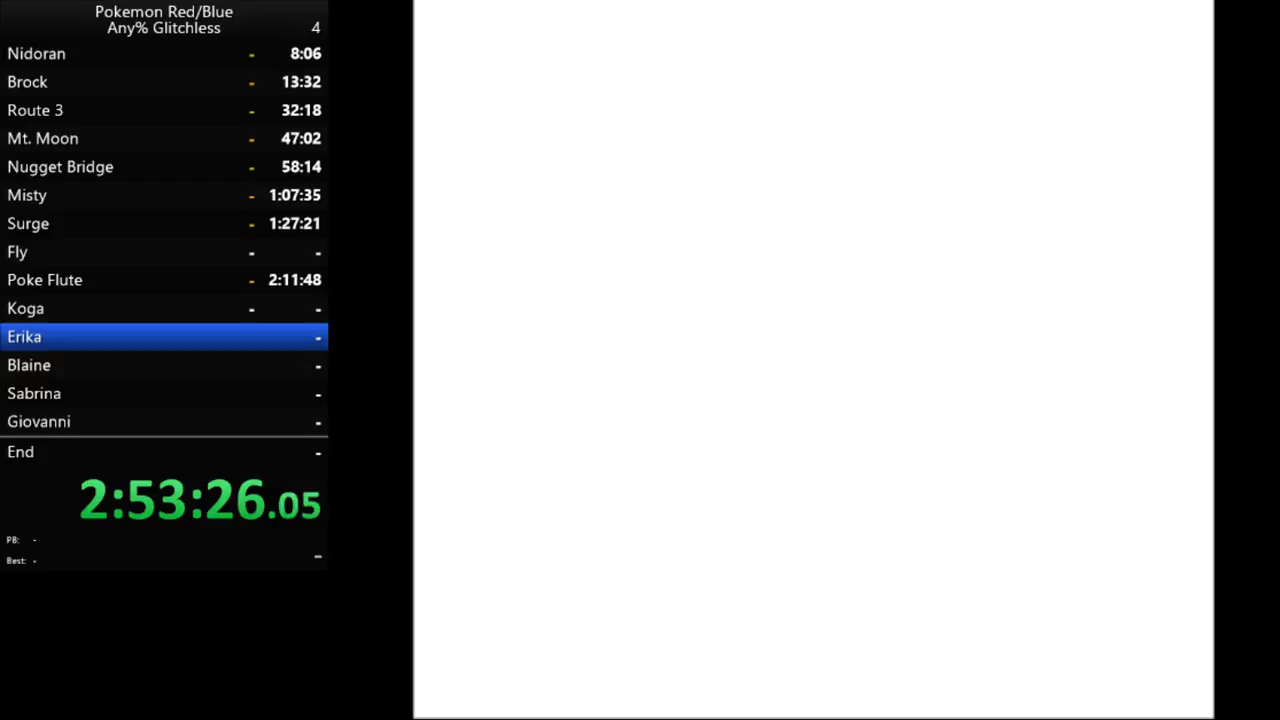 Pokemon Red/Blue
Any% Glitchless 4
Nidoran - 8:06
Brock - 13:32
Route 3 - 32:18
Mt. Moon - 47:02
Nugget Bridge - 58:14
Misty - 1:07:35
Surge - 1:27:21
Fly - -
Poke Flute - 2:11:48
Koga - -
Erika -
Blaine -
Sabrina -
Giovanni -
End -
2:53:26.05
PB: -
Best: - -